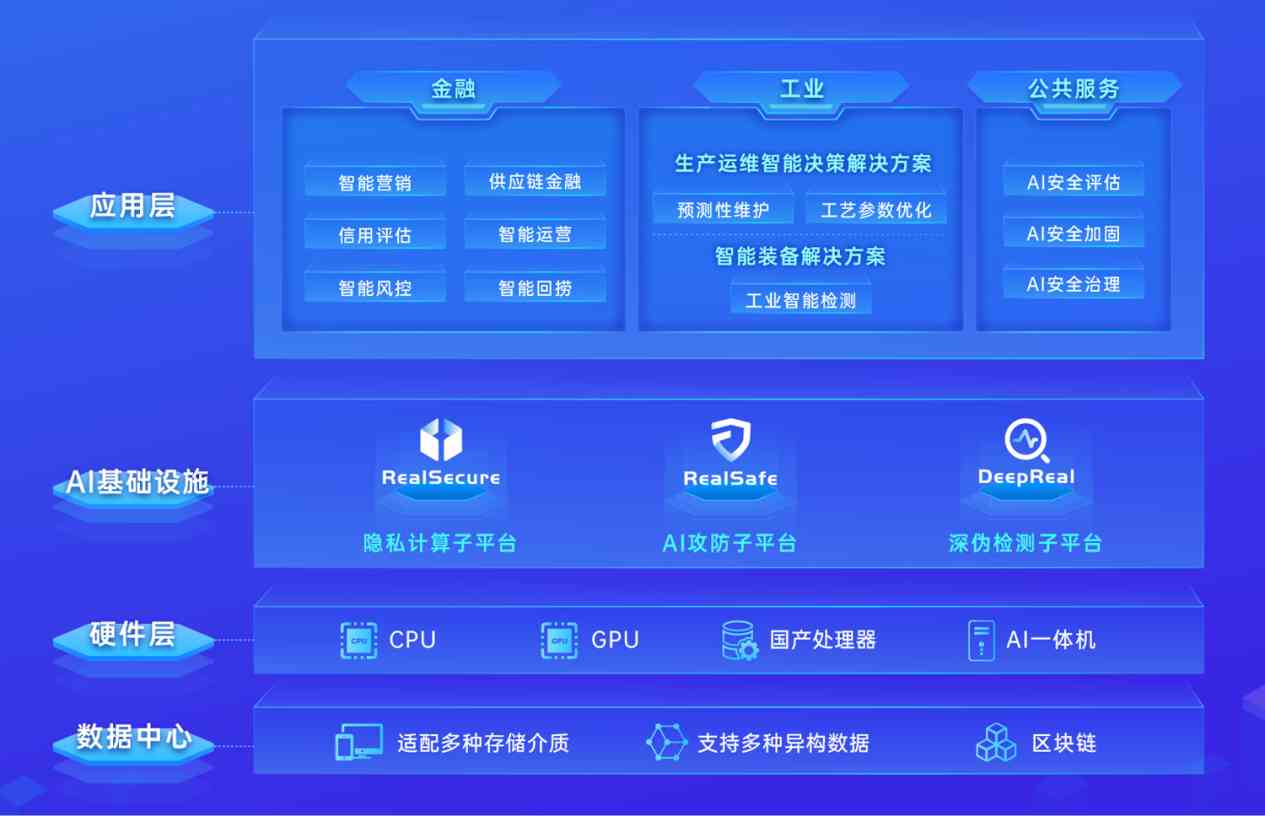 金融
工业
公共服务
应用层
智能营销
供应链金融
信用评估
智能运营
智能风控
智能回捞
生产运维智能决策解决方案
预测性维护
工艺参数优化
智能装备解决方案
工业智能检测
AI安全评估
AI安全加固
AI安全治理
AI基础设施
RealSecure
隐私计算子平台
RealSafe
AI攻防子平台
DeepReal
深伪检测子平台
硬件层
CPU
CPU
GPU
GPU
国产处理器
AI一体机
数据中心
适配多种存储介质
支持多种异构数据
区块链